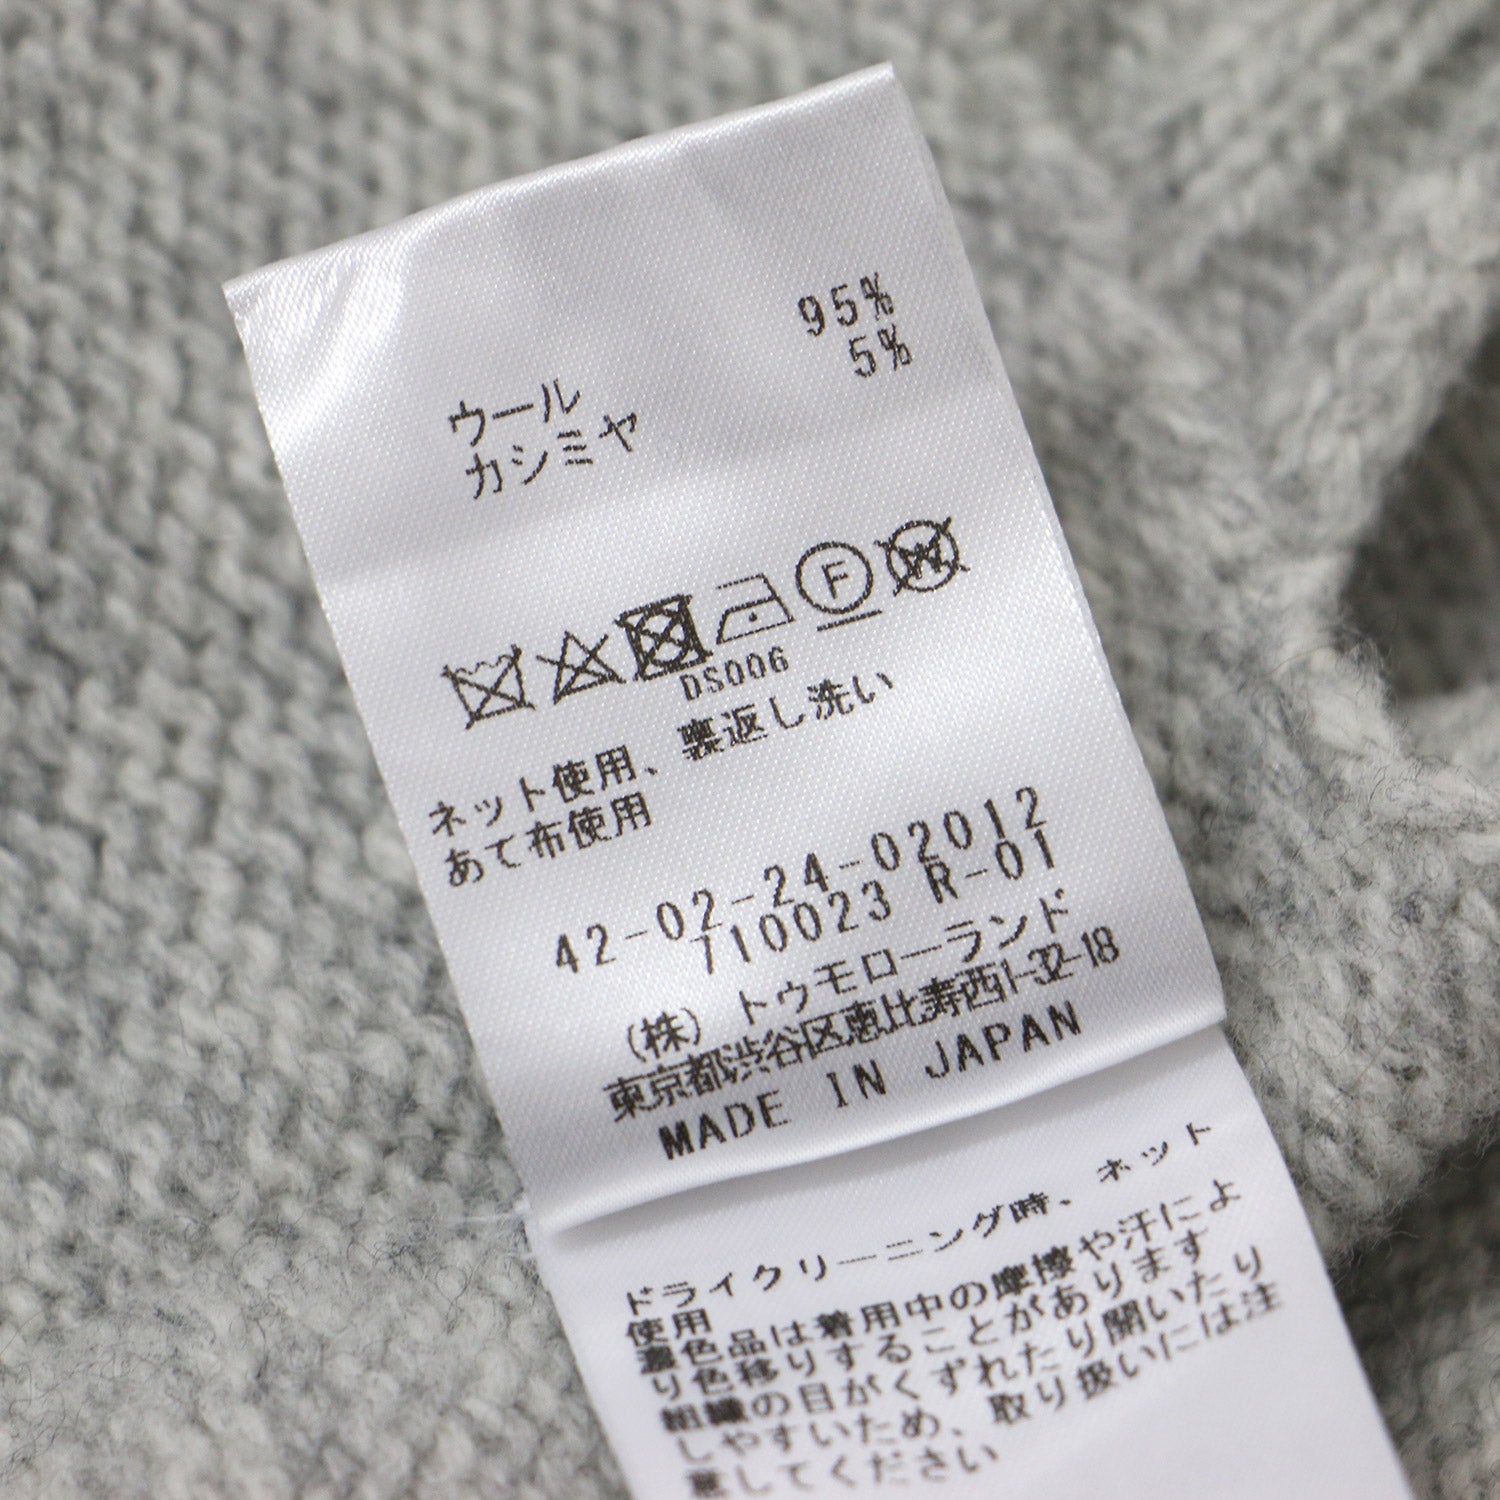 ウール 95%
カシミヤ 5%
F
W
DS006
ネット使用、裏返し洗い
あて布使用
42-02-24-02012
710023 R-01
(株) トゥモローランド
東京都渋谷区恵比寿西1-32-18
MADE IN JAPAN
ドライクリーニング時、ネット
使用
濃色品は着用中の摩擦や汗によ
り色移りすることがあります
組織の目がくずれたり開いたり
しやすいため、取り扱いには注
意してください